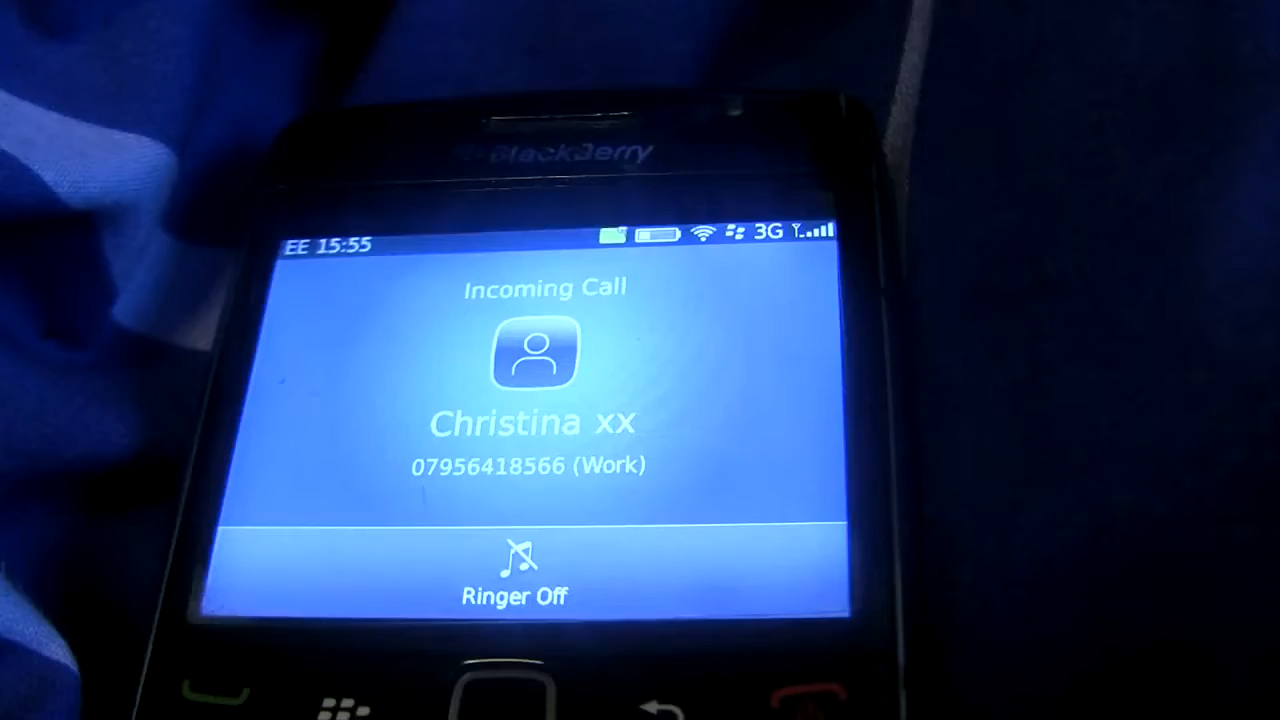 BlackBerry
EE 15:55 3G
Incoming Call
Christina xx
07956418566 (Work)
Ringer Off